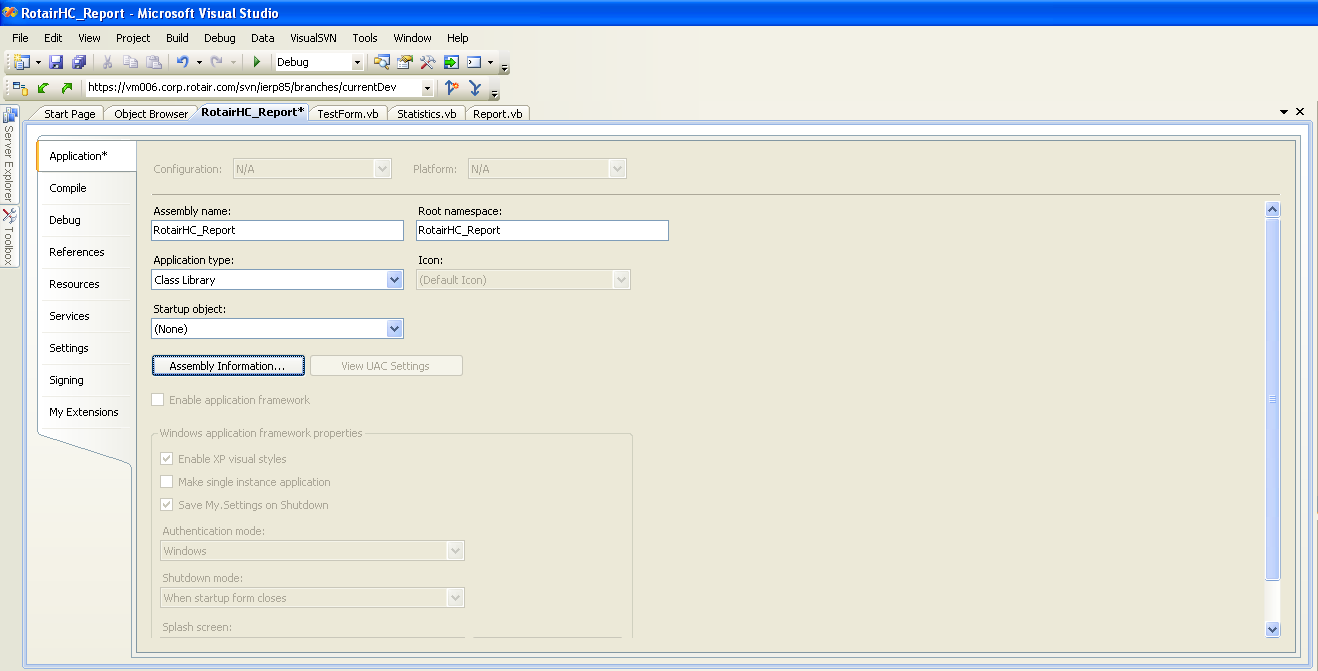 RotairHC_Report - Microsoft Visual Studio
File Edit View Project Build Debug Data VisualSVN Tools Window Help
Debug
https://vm006.corp.rotair.com/svn/ierp85/branches/currentDev
Start Page Object Browser RotairHC_Report* TestForm.vb Statistics.vb Report.vb
Server Explorer
Toolbox
Application*
Compile
Debug
References
Resources
Services
Settings
Signing
My Extensions
Configuration: N/A Platform: N/A
Assembly name: Root namespace:
RotairHC_Report RotairHC_Report
Application type: Icon:
Class Library (Default Icon)
Startup object:
(None)
Assembly Information... View UAC Settings
Enable application framework
Windows application framework properties
Enable XP visual styles
Make single instance application
Save My.Settings on Shutdown
Authentication mode:
Windows
Shutdown mode:
When startup form closes
Splash screen: